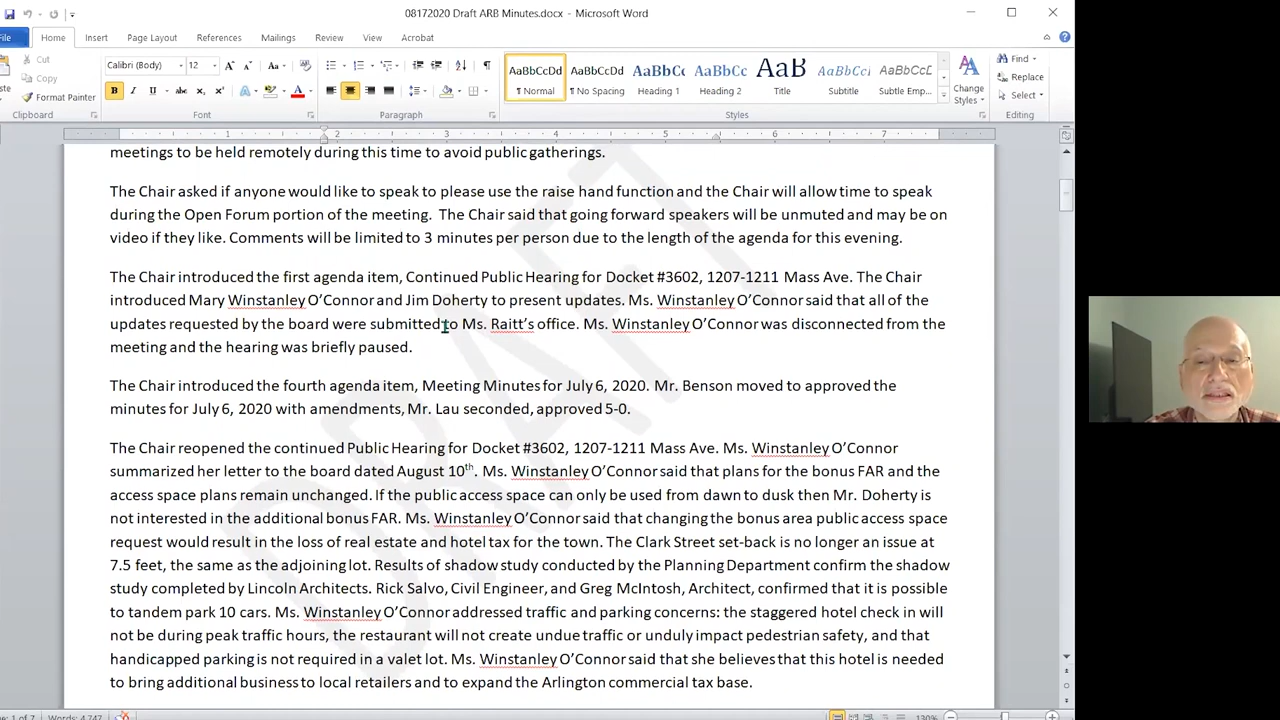 08172020 Draft ARB Minutes.docx - Microsoft Word
File Home Insert Page Layout References Mailings Review View Acrobat
Cut
Copy
Format Painter
Clipboard
Calibri (Body) 12
Font
Paragraph
AaBbCcDd AaBbCcDd AaBbCc AaBbCc AaB AaBbCcI AaBbCcDc
¶ Normal ¶ No Spacing Heading 1 Heading 2 Title Subtitle Subtle Emp...
Styles
Change Styles
Find
Replace
Select
Editing
1 2 3 4 5 6 7
meetings to be held remotely during this time to avoid public gatherings.
The Chair asked if anyone would like to speak to please use the raise hand function and the Chair will allow time to speak
during the Open Forum portion of the meeting. The Chair said that going forward speakers will be unmuted and may be on
video if they like. Comments will be limited to 3 minutes per person due to the length of the agenda for this evening.
The Chair introduced the first agenda item, Continued Public Hearing for Docket #3602, 1207-1211 Mass Ave. The Chair
introduced Mary Winstanley O’Connor and Jim Doherty to present updates. Ms. Winstanley O’Connor said that all of the
updates requested by the board were submitted to Ms. Raitt’s office. Ms. Winstanley O’Connor was disconnected from the
meeting and the hearing was briefly paused.
The Chair introduced the fourth agenda item, Meeting Minutes for July 6, 2020. Mr. Benson moved to approved the
minutes for July 6, 2020 with amendments, Mr. Lau seconded, approved 5-0.
The Chair reopened the continued Public Hearing for Docket #3602, 1207-1211 Mass Ave. Ms. Winstanley O’Connor
summarized her letter to the board dated August 10th. Ms. Winstanley O’Connor said that plans for the bonus FAR and the
access space plans remain unchanged. If the public access space can only be used from dawn to dusk then Mr. Doherty is
not interested in the additional bonus FAR. Ms. Winstanley O’Connor said that changing the bonus area public access space
request would result in the loss of real estate and hotel tax for the town. The Clark Street set-back is no longer an issue at
7.5 feet, the same as the adjoining lot. Results of shadow study conducted by the Planning Department confirm the shadow
study completed by Lincoln Architects. Rick Salvo, Civil Engineer, and Greg McIntosh, Architect, confirmed that it is possible
to tandem park 10 cars. Ms. Winstanley O’Connor addressed traffic and parking concerns: the staggered hotel check in will
not be during peak traffic hours, the restaurant will not create undue traffic or unduly impact pedestrian safety, and that
handicapped parking is not required in a valet lot. Ms. Winstanley O’Connor said that she believes that this hotel is needed
to bring additional business to local retailers and to expand the Arlington commercial tax base.
DRAFT
1 of 7 Words: 4,747 130%